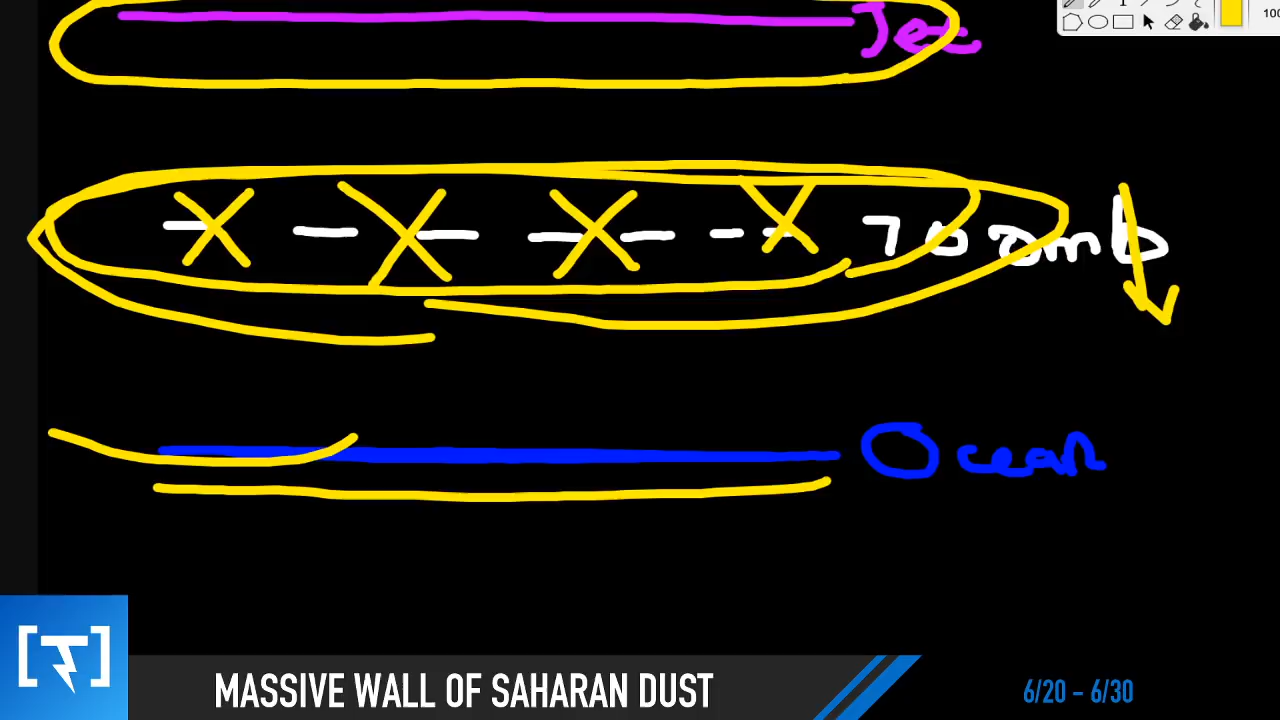 Jet
700mb
Ocean
MASSIVE WALL OF SAHARAN DUST
6/20 - 6/30